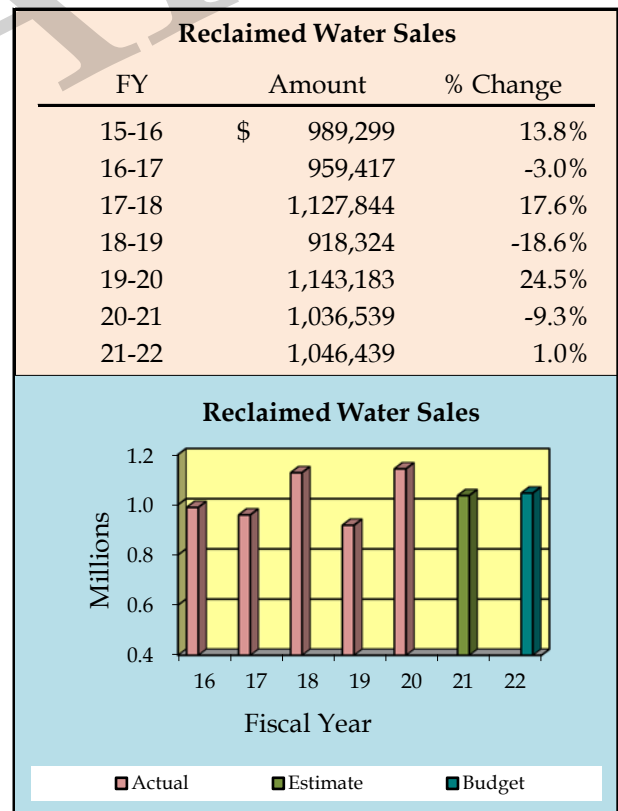 Reclaimed Water Sales
FY Amount % Change
15-16 $ 989,299 13.8%
16-17 959,417 -3.0%
17-18 1,127,844 17.6%
18-19 918,324 -18.6%
19-20 1,143,183 24.5%
20-21 1,036,539 -9.3%
21-22 1,046,439 1.0%
Reclaimed Water Sales
Millions
1.2
1.0
0.8
0.6
0.4
16 17 18 19 20 21 22
Fiscal Year
Actual Estimate Budget